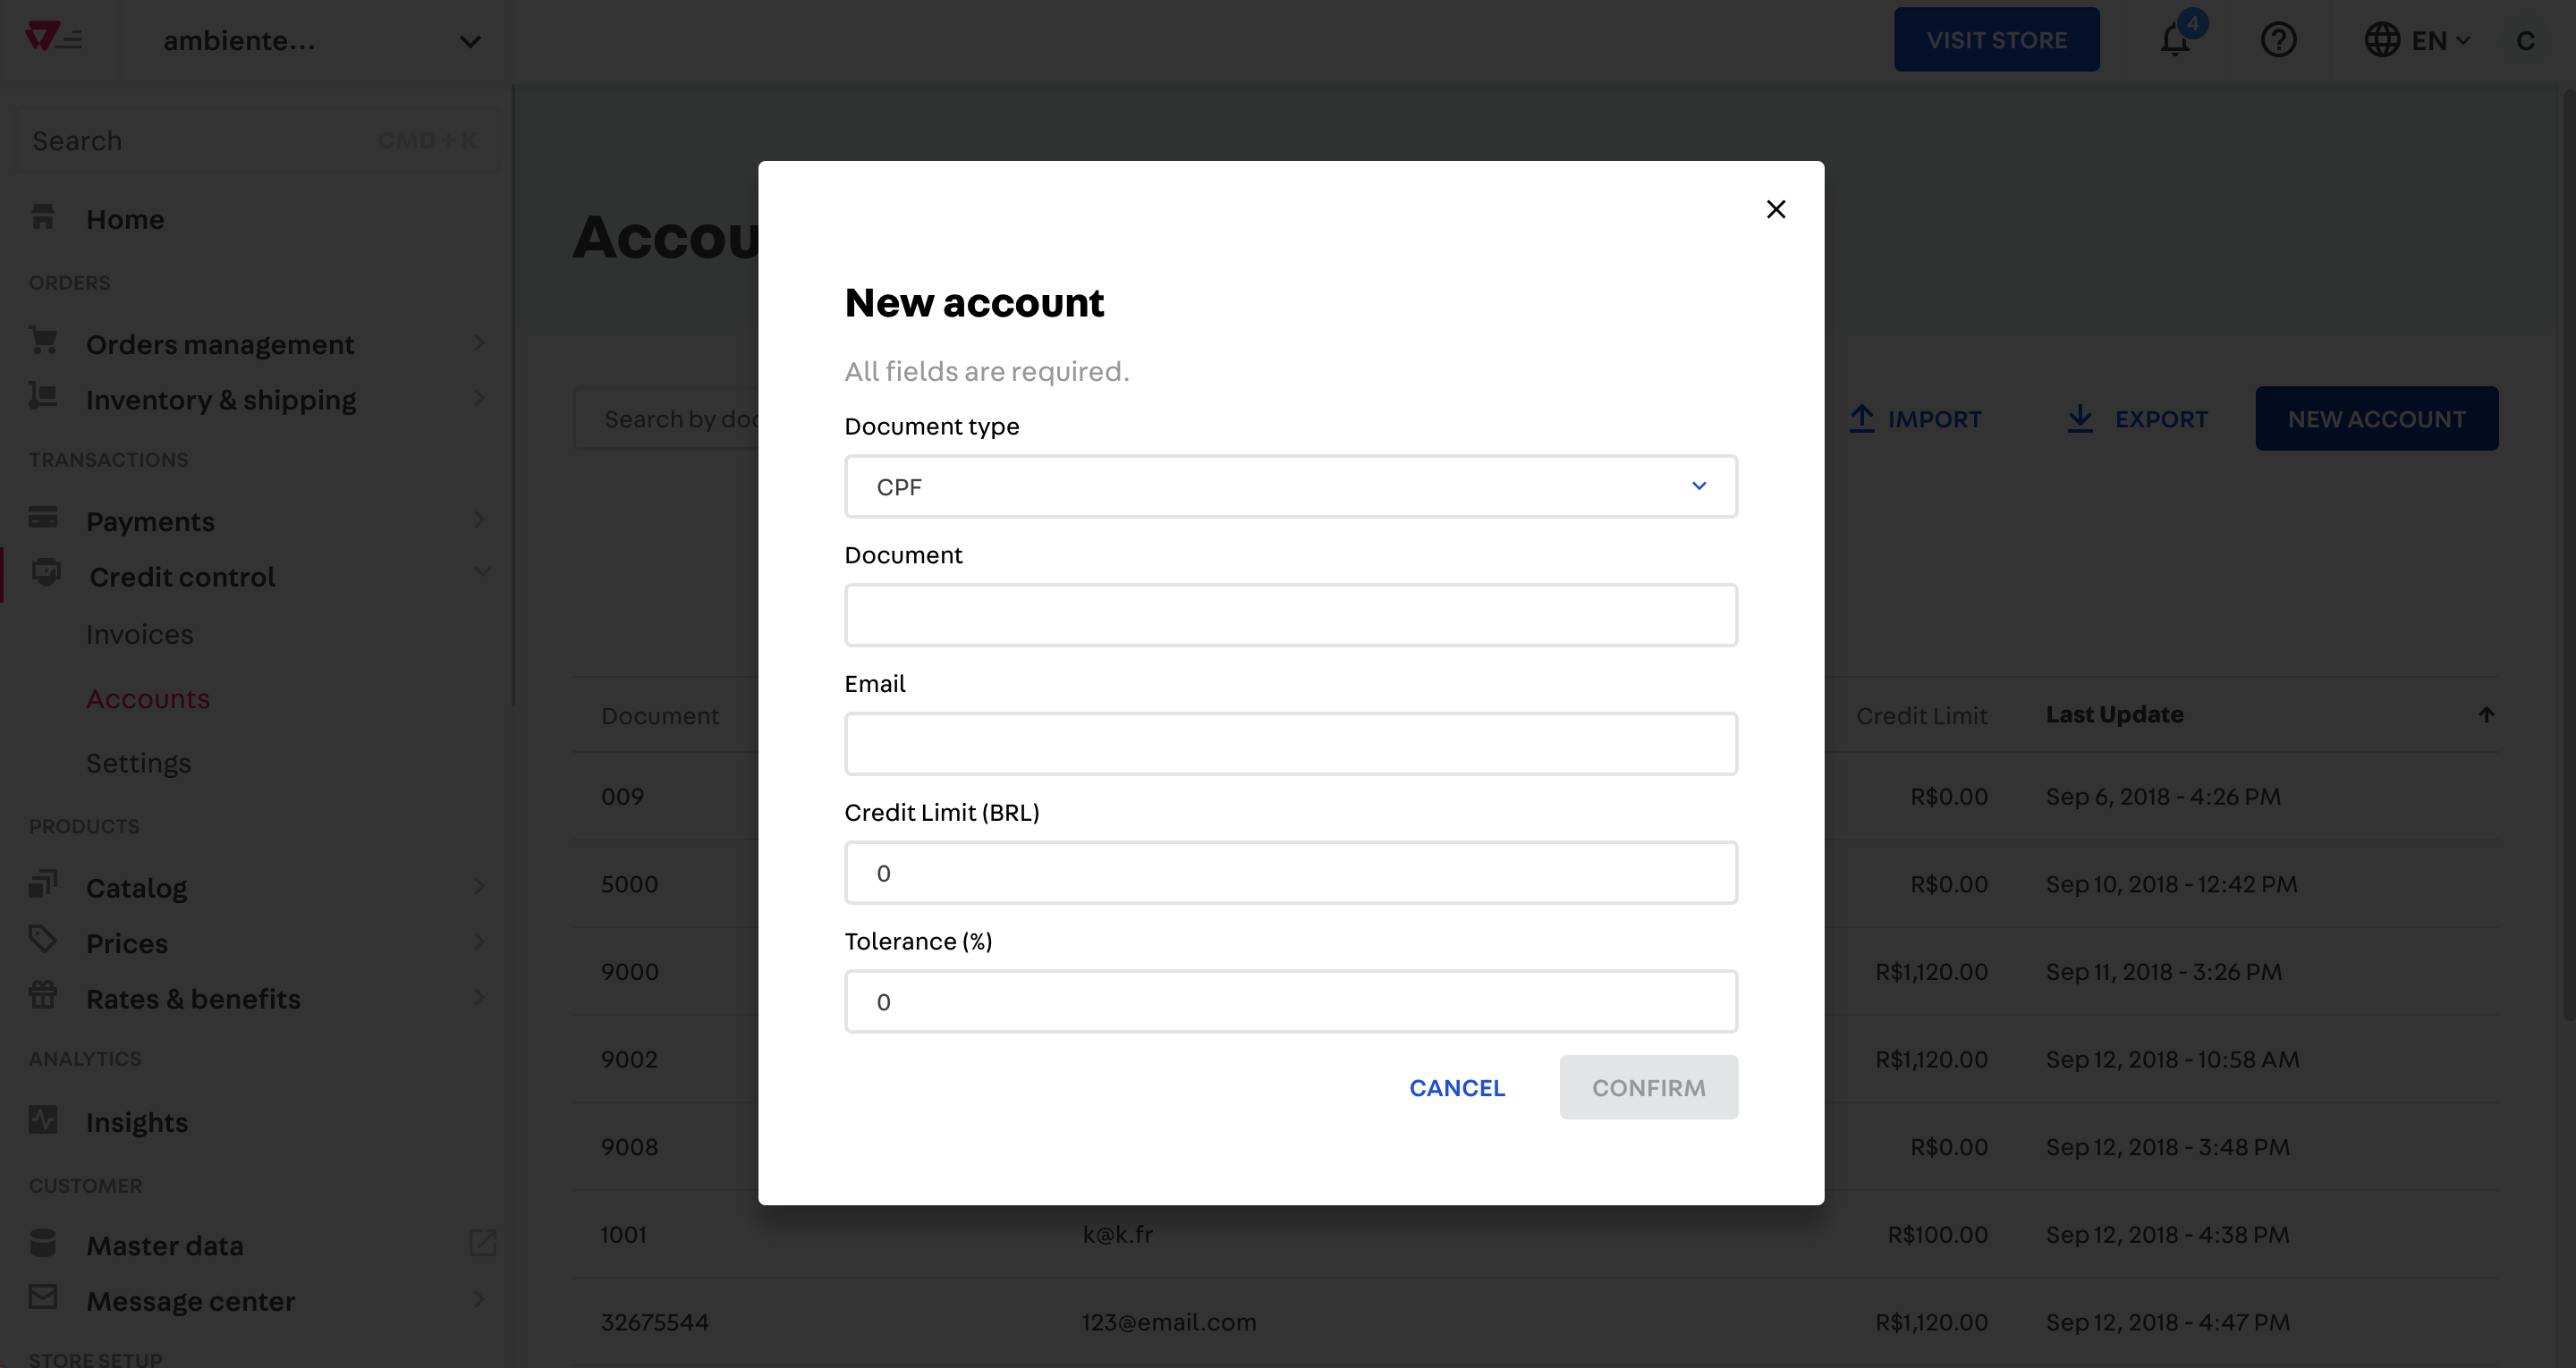 ambiente...
VISIT STORE
4
EN
C
Search
CMD + K
Home
ORDERS
Orders management
Inventory & shipping
TRANSACTIONS
Payments
Credit control
Invoices
Accounts
Settings
PRODUCTS
Catalog
Prices
Rates & benefits
ANALYTICS
Insights
CUSTOMER
Master data
Message center
STORE SETUP
Accou
Search by doc
IMPORT
EXPORT
NEW ACCOUNT
New account
All fields are required.
Document type
CPF
Document
Email
Credit Limit (BRL)
0
Tolerance (%)
0
CANCEL
CONFIRM
Document
Credit Limit
Last Update
009
R$0.00
Sep 6, 2018 - 4:26 PM
5000
R$0.00
Sep 10, 2018 - 12:42 PM
9000
R$1,120.00
Sep 11, 2018 - 3:26 PM
9002
R$1,120.00
Sep 12, 2018 - 10:58 AM
9008
R$0.00
Sep 12, 2018 - 3:48 PM
1001
k@k.fr
R$100.00
Sep 12, 2018 - 4:38 PM
32675544
123@email.com
R$1,120.00
Sep 12, 2018 - 4:47 PM